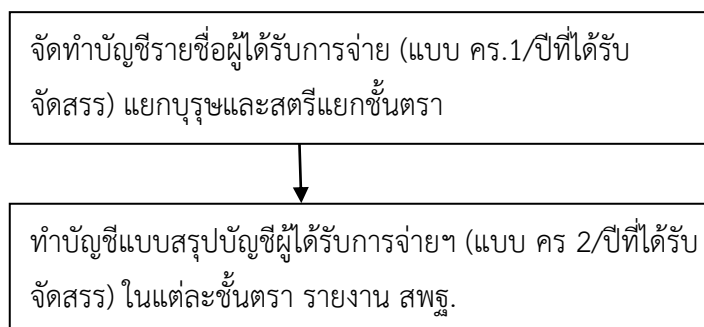 จัดทำบัญชีรายชื่อผู้ได้รับการจ่าย (แบบ คร.1/ปีที่ได้รับ
จัดสรร) แยกบุรุษและสตรีแยกชั้นตรา
ทำบัญชีแบบสรุปบัญชีผู้ได้รับการจ่ายฯ (แบบ คร 2/ปีที่ได้รับ
จัดสรร) ในแต่ละชั้นตรา รายงาน สพฐ.